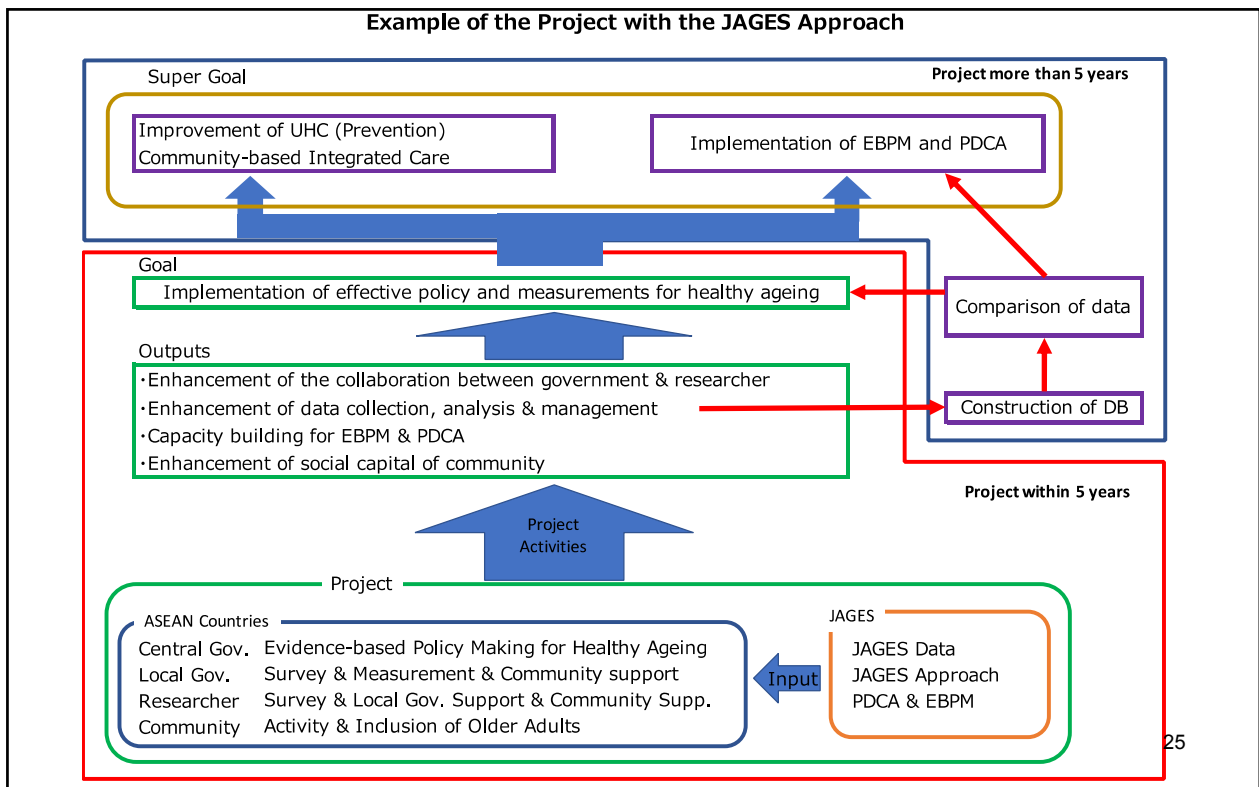 Example of the Project with the JAGES Approach
Super Goal
Project more than 5 years
Improvement of UHC (Prevention)
Community-based Integrated Care
Implementation of EBPM and PDCA
Goal
Implementation of effective policy and measurements for healthy ageing
Comparison of data
Outputs
・Enhancement of the collaboration between government & researcher
・Enhancement of data collection, analysis & management
・Capacity building for EBPM & PDCA
・Enhancement of social capital of community
Construction of DB
Project within 5 years
Project
Activities
Project
ASEAN Countries
Central Gov. Evidence-based Policy Making for Healthy Ageing
Local Gov. Survey & Measurement & Community support
Researcher Survey & Local Gov. Support & Community Supp.
Community Activity & Inclusion of Older Adults
Input
JAGES
JAGES Data
JAGES Approach
PDCA & EBPM
25